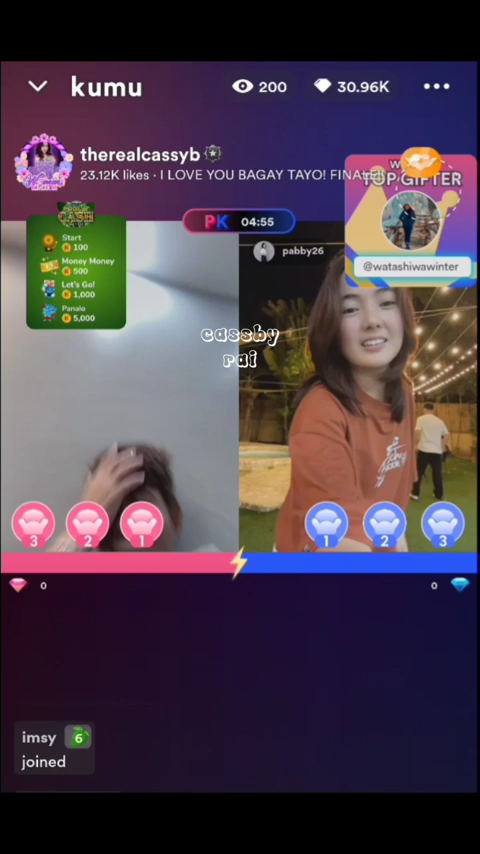 kumu
200
30.96K
therealcassyb
23.12K likes · I LOVE YOU BAGAY TAYO! FINALE!!
TOP GIFTER
@watashiwawinter
CASH
Start
100
Money Money
500
Let's Go!
1,000
Panalo
5,000
PK 04:55
pabby26
cassby
rai
3
2
1
1
2
3
0
0
imsy 6
joined